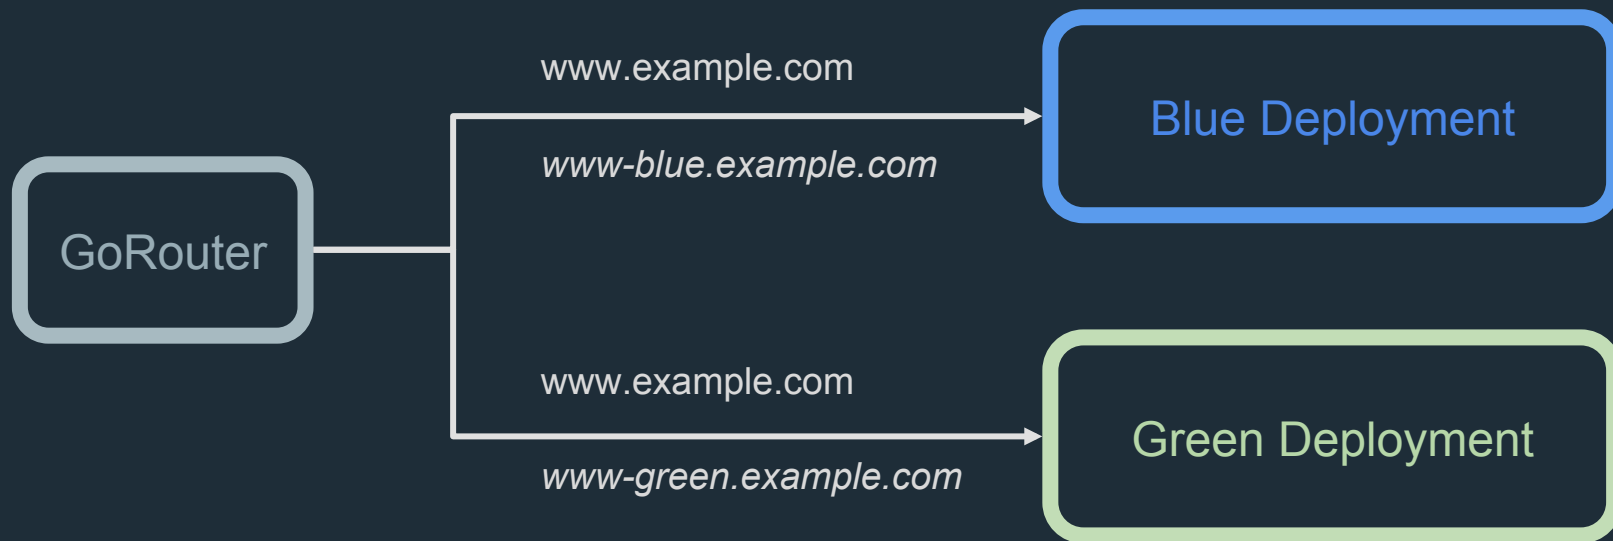 www.example.com
Blue Deployment
www-blue.example.com
GoRouter
www.example.com
Green Deployment
www-green.example.com